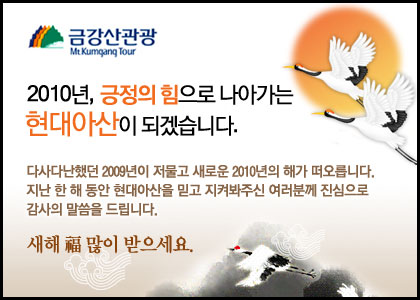 금강산관광
Mt.Kumgang Tour
2010년, 긍정의 힘으로 나아가는
현대아산이 되겠습니다.
다사다난했던 2009년이 저물고 새로운 2010년의 해가 떠오릅니다.
지난 한 해 동안 현대아산을 믿고 지켜봐주신 여러분께 진심으로
감사의 말씀을 드립니다.
새해 福 많이 받으세요.